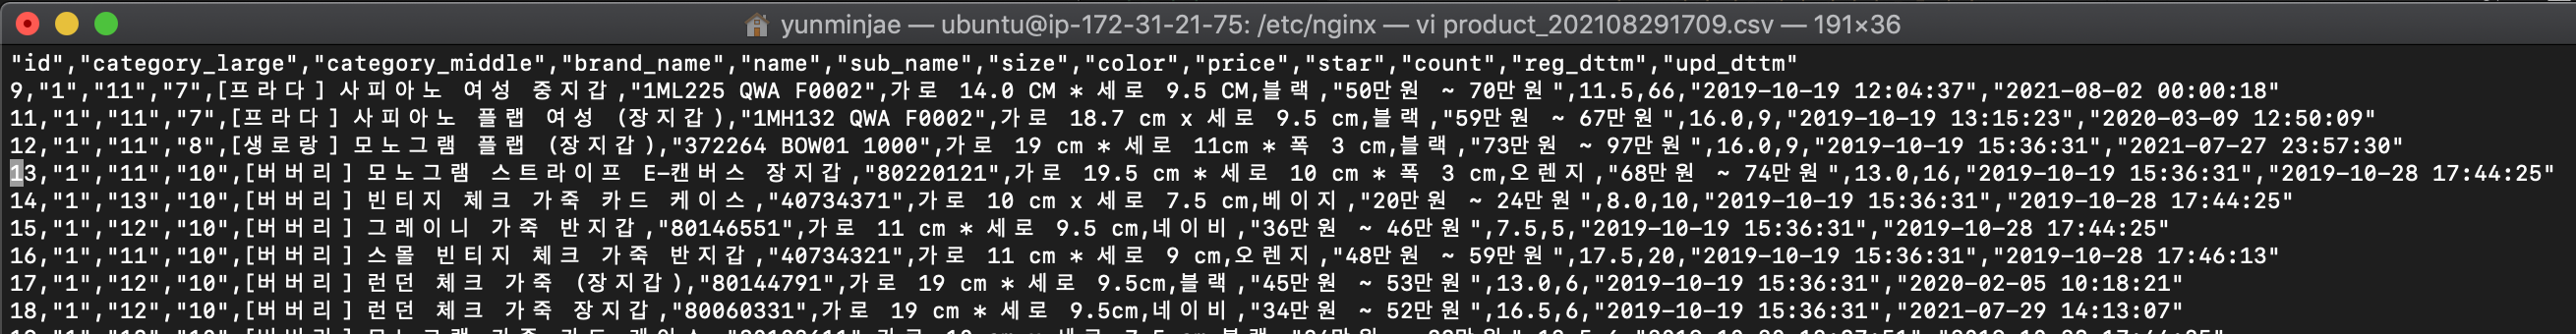 yunminjae — ubuntu@ip-172-31-21-75: /etc/nginx — vi product_202108291709.csv — 191×36
"id","category_large","category_middle","brand_name","name","sub_name","size","color","price","star","count","reg_dttm","upd_dttm"
9,"1","11","7",[프라다] 사피아노 여성 중지갑,"1ML225 QWA F0002",가로 14.0 CM * 세로 9.5 CM,블랙,"50만원 ~ 70만원",11.5,66,"2019-10-19 12:04:37","2021-08-02 00:00:18"
11,"1","11","7",[프라다] 사피아노 플랩 여성 (장지갑),"1MH132 QWA F0002",가로 18.7 cm x 세로 9.5 cm,블랙,"59만원 ~ 67만원",16.0,9,"2019-10-19 13:15:23","2020-03-09 12:50:09"
12,"1","11","8",[생로랑] 모노그램 플랩 (장지갑),"372264 BOW01 1000",가로 19 cm * 세로 11cm * 폭 3 cm,블랙,"73만원 ~ 97만원",16.0,9,"2019-10-19 15:36:31","2021-07-27 23:57:30"
13,"1","11","10",[버버리] 모노그램 스트라이프 E-캔버스 장지갑,"80220121",가로 19.5 cm * 세로 10 cm * 폭 3 cm,오렌지,"68만원 ~ 74만원",13.0,16,"2019-10-19 15:36:31","2019-10-28 17:44:25"
14,"1","13","10",[버버리] 빈티지 체크 가죽 카드 케이스,"40734371",가로 10 cm x 세로 7.5 cm,베이지,"20만원 ~ 24만원",8.0,10,"2019-10-19 15:36:31","2019-10-28 17:44:25"
15,"1","12","10",[버버리] 그레이니 가죽 반지갑,"80146551",가로 11 cm * 세로 9.5 cm,네이비,"36만원 ~ 46만원",7.5,5,"2019-10-19 15:36:31","2019-10-28 17:44:25"
16,"1","11","10",[버버리] 스몰 빈티지 체크 가죽 반지갑,"40734321",가로 11 cm * 세로 9 cm,오렌지,"48만원 ~ 59만원",17.5,20,"2019-10-19 15:36:31","2019-10-28 17:46:13"
17,"1","12","10",[버버리] 런던 체크 가죽 (장지갑),"80144791",가로 19 cm * 세로 9.5cm,블랙,"45만원 ~ 53만원",13.0,6,"2019-10-19 15:36:31","2020-02-05 10:18:21"
18,"1","12","10",[버버리] 런던 체크 가죽 장지갑,"80060331",가로 19 cm * 세로 9.5cm,네이비,"34만원 ~ 52만원",16.5,6,"2019-10-19 15:36:31","2021-07-29 14:13:07"